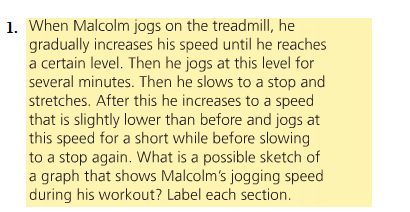 1. When Malcolm jogs on the treadmill, he
gradually increases his speed until he reaches
a certain level. Then he jogs at this level for
several minutes. Then he slows to a stop and
stretches. After this he increases to a speed
that is slightly lower than before and jogs at
this speed for a short while before slowing
to a stop again. What is a possible sketch of
a graph that shows Malcolm’s jogging speed
during his workout? Label each section.